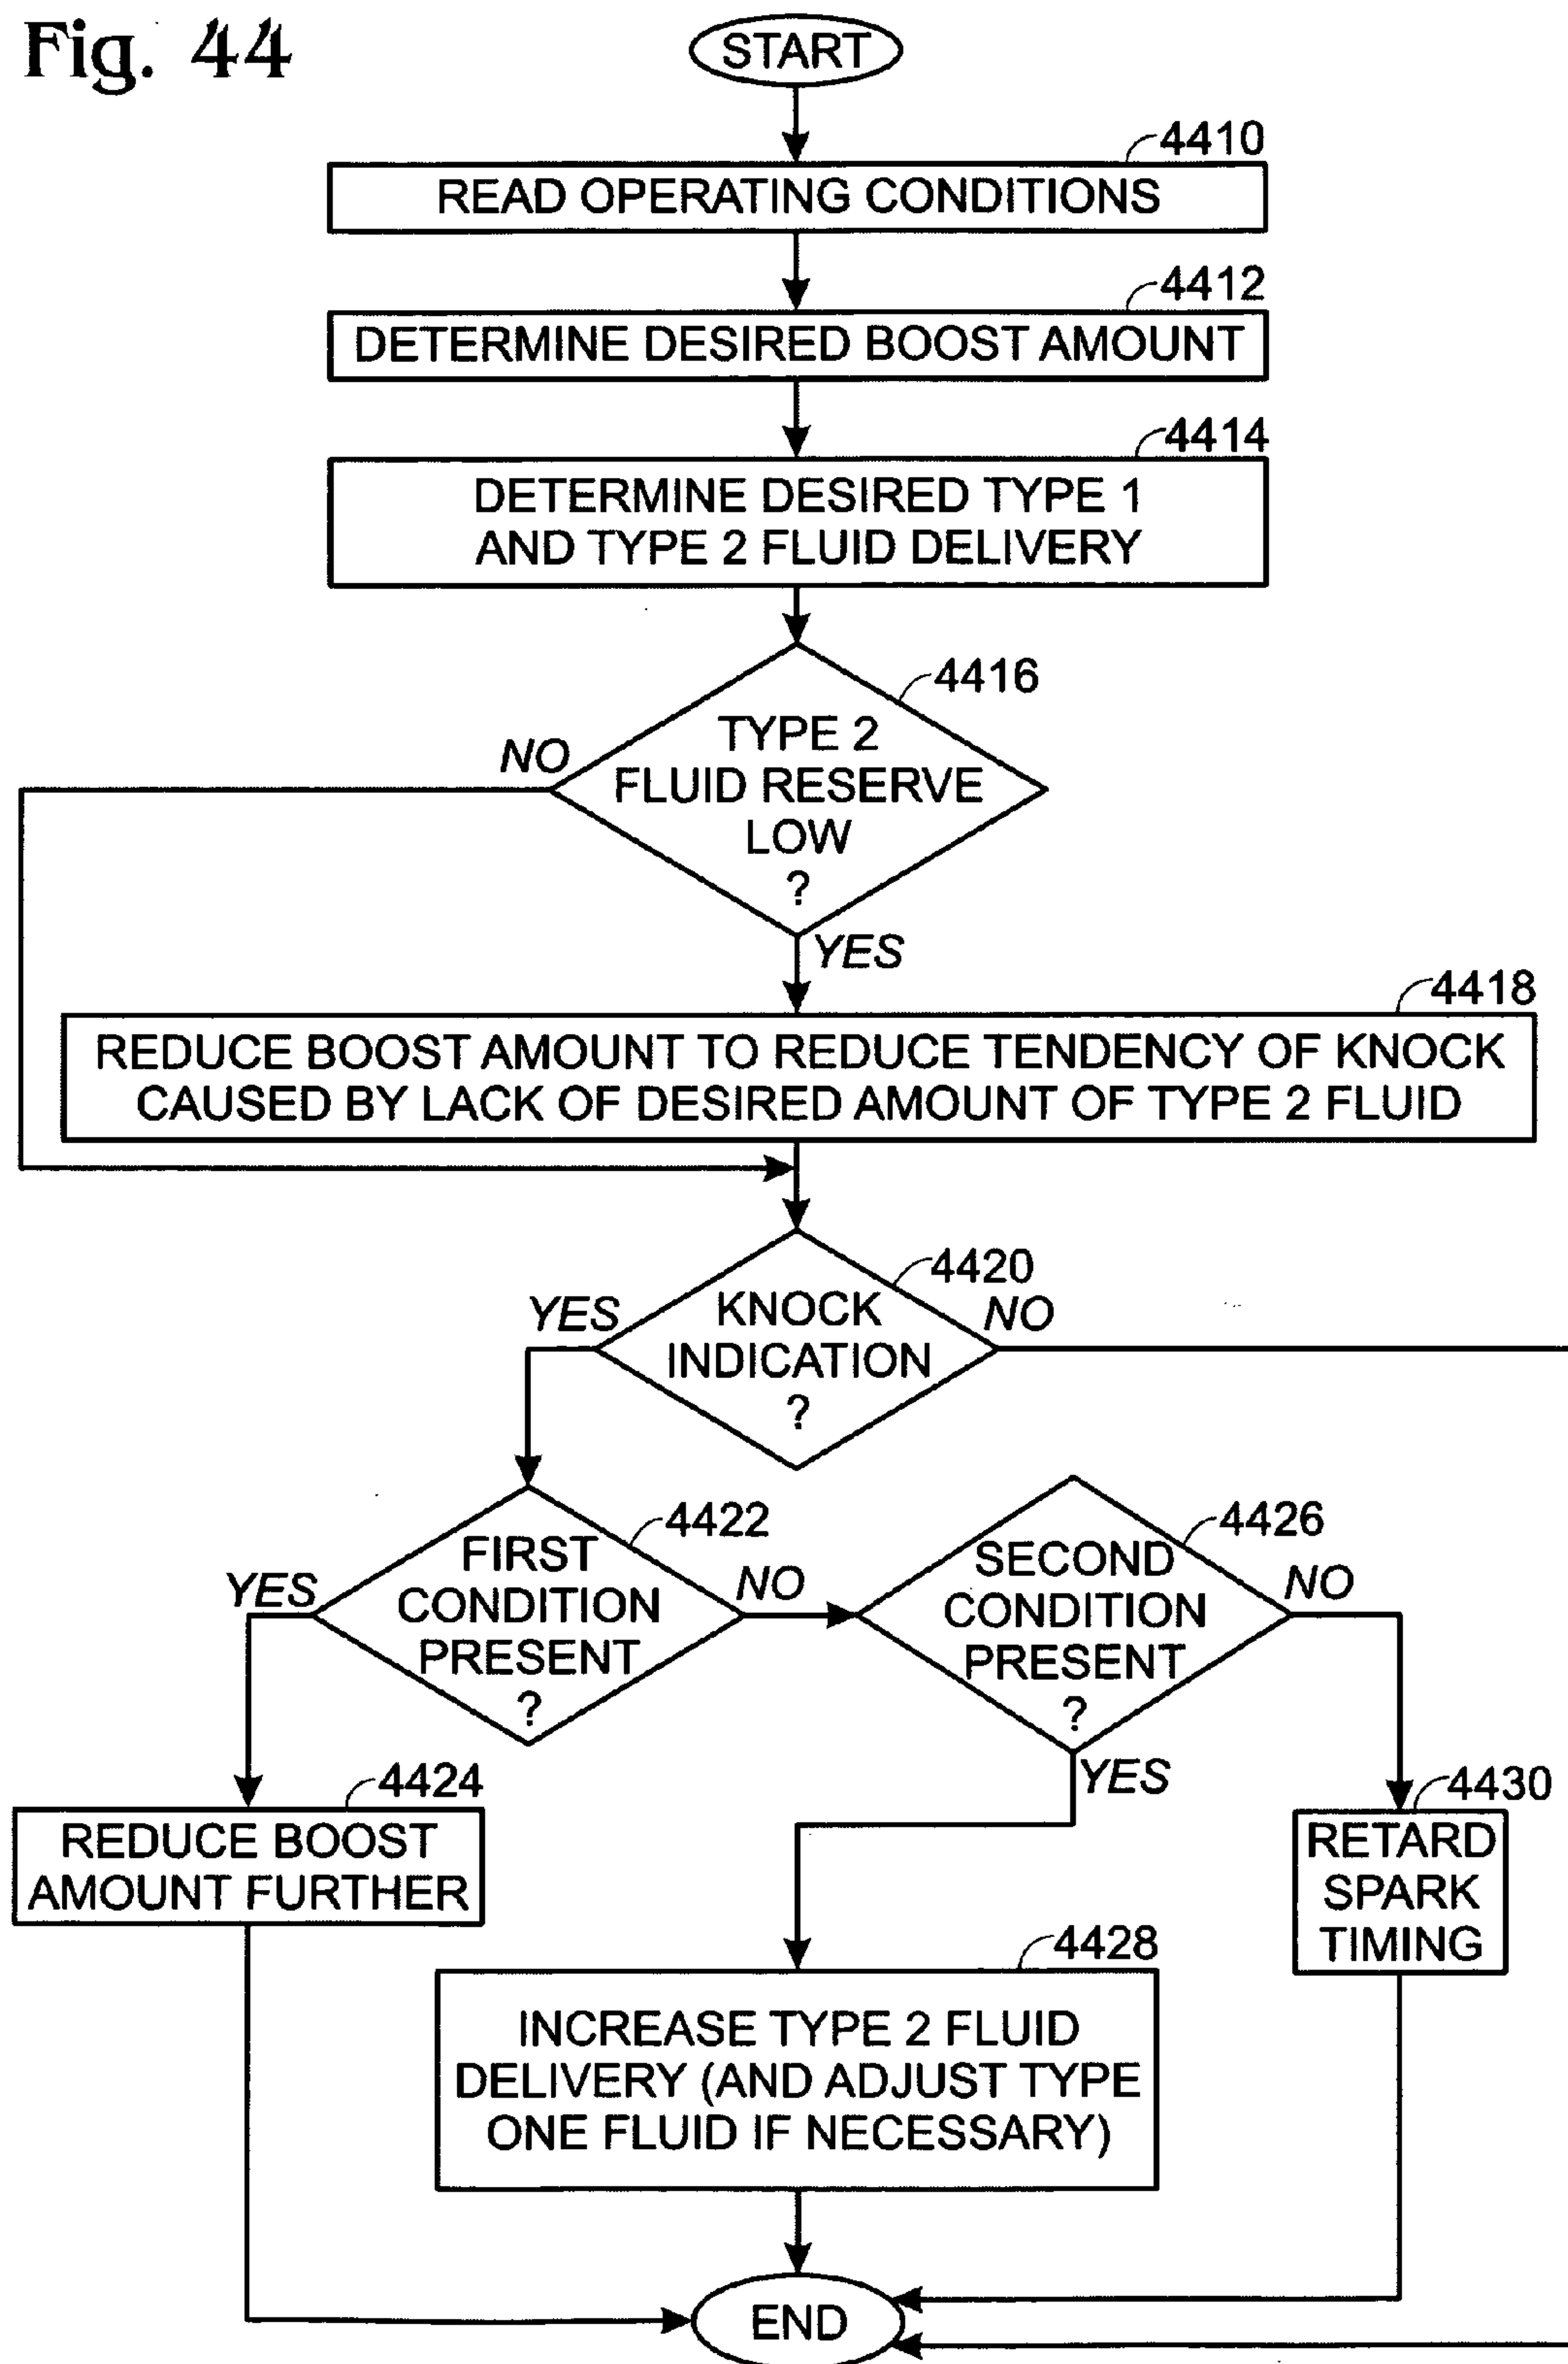 Fig. 44
START
4410
READ OPERATING CONDITIONS
4412
DETERMINE DESIRED BOOST AMOUNT
4414
DETERMINE DESIRED TYPE 1
AND TYPE 2 FLUID DELIVERY
4416
TYPE 2
FLUID RESERVE
LOW
?
NO
YES
4418
REDUCE BOOST AMOUNT TO REDUCE TENDENCY OF KNOCK
CAUSED BY LACK OF DESIRED AMOUNT OF TYPE 2 FLUID
4420
KNOCK
INDICATION
?
YES
NO
4422
FIRST
CONDITION
PRESENT
?
YES
NO
4426
SECOND
CONDITION
PRESENT
?
NO
YES
4424
REDUCE BOOST
AMOUNT FURTHER
4430
RETARD
SPARK
TIMING
4428
INCREASE TYPE 2 FLUID
DELIVERY (AND ADJUST TYPE
ONE FLUID IF NECESSARY)
END